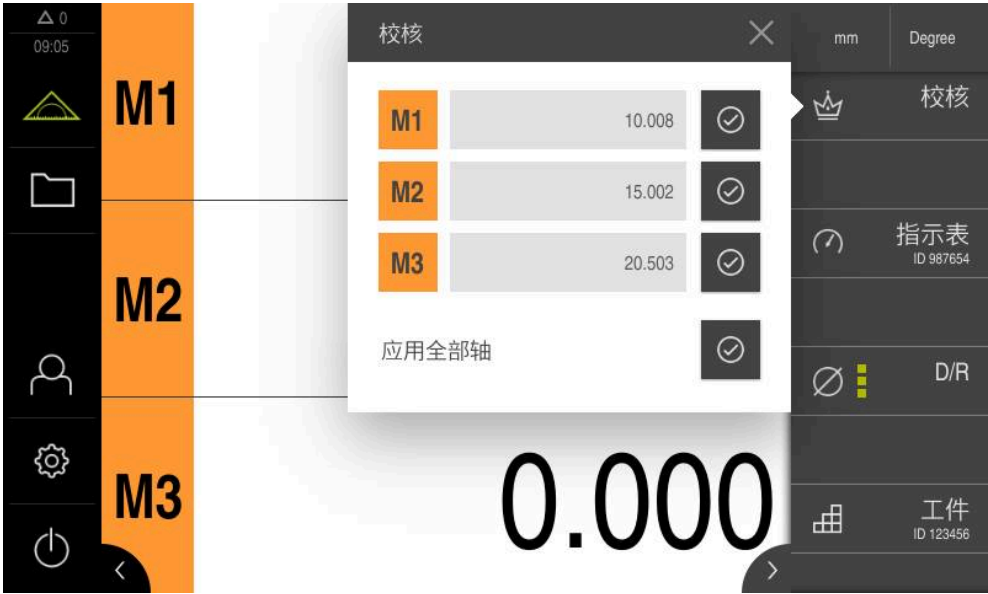 0
09:05
M1
M2
M3
0.000
校核
M1 10.008
M2 15.002
M3 20.503
应用全部轴
mm Degree
校核
指示表
ID 987654
D/R
工件
ID 123456